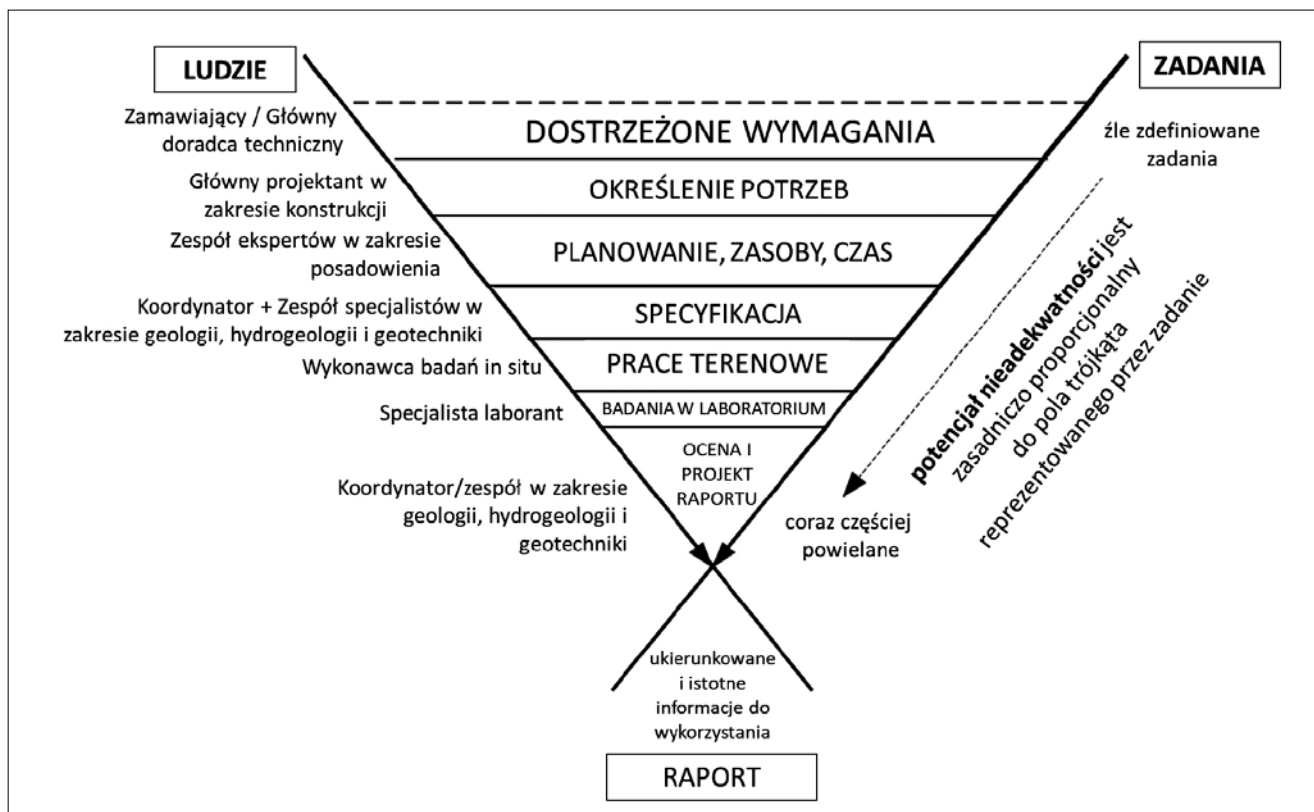 LUDZIE
ZADANIA
Zamawiający / Główny
doradca techniczny
DOSTRZEŻONE WYMAGANIA
źle zdefiniowane
zadania
Główny projektant w
zakresie konstrukcji
OKREŚLENIE POTRZEB
Zespół ekspertów w zakresie
posadowienia
PLANOWANIE, ZASOBY, CZAS
Koordynator + Zespół specjalistów w
zakresie geologii, hydrogeologii i geotechniki
SPECYFIKACJA
Wykonawca badań in situ
PRACE TERENOWE
Specjalista laborant
BADANIA W LABORATORIUM
OCENA I
PROJEKT
RAPORTU
Koordynator/zespół w zakresie
geologii, hydrogeologii i
geotechniki
potencjał nieadekwatności jest
zasadniczo proporcjonalny
do pola trójkąta
reprezentowanego przez zadanie
coraz częściej
powielane
ukierunkowane
i istotne
informacje do
wykorzystania
RAPORT